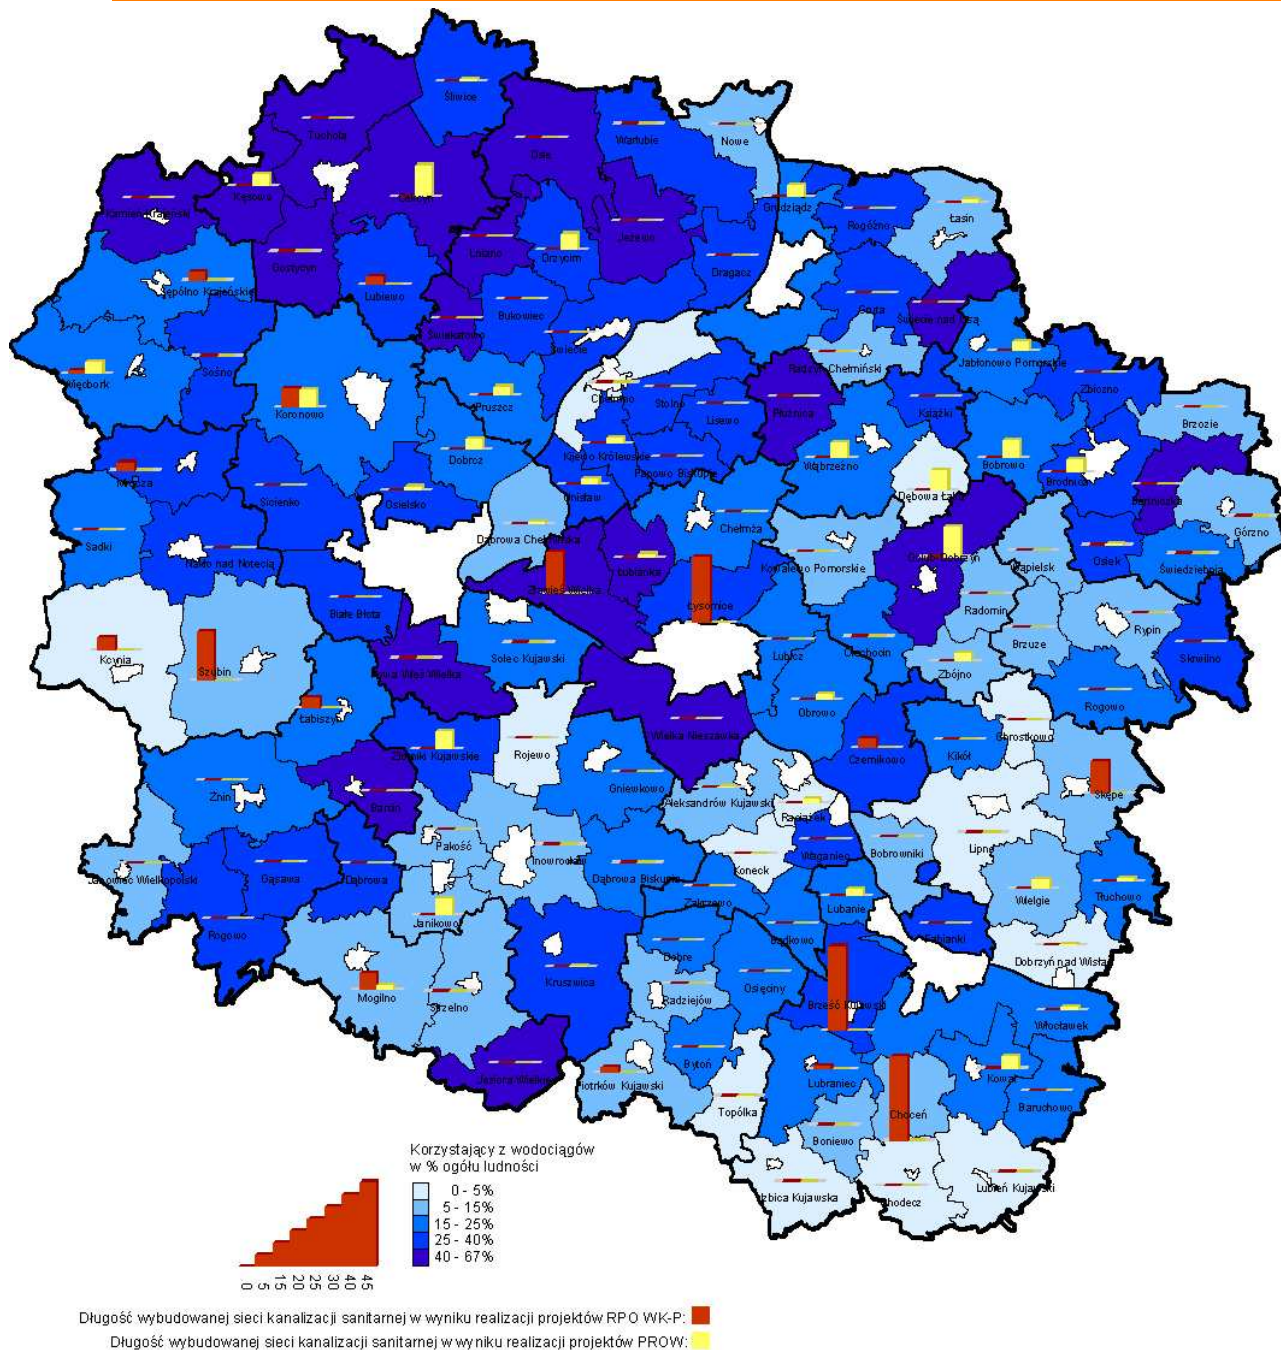 Śliwice
Tuchola
Osie
Warlubie
Nowe
Kęsowo
Cekcyn
Grudziądz
Rogóźno
Łasin
Kamień Krajeński
Gostycyn
Lniano
Drzycim
Jeżewo
Dragacz
Sępólno Krajeńskie
Lubiewo
Bukowiec
Gruta
Świecie nad Osą
Świekatowo
Świecie
Więcbork
Sośno
Radzyń Chełmiński
Jabłonowo Pomorskie
Zbiczno
Koronowo
Pruszcz
Chełmno
Stolno
Lisewo
Płużnica
Książki
Brzozie
Dobrcz
Kijewo Królewskie
Papowo Biskupie
Wąbrzeźno
Bobrowo
Brodnica
Mrocza
Sicienko
Osielsko
Unisław
Dębowa Łąka
Bartniczka
Górzno
Sadki
Nakło nad Notecią
Dąbrowa Chełmińska
Chełmża
Kowalewo Pomorskie
Golub-Dobrzyń
Wąpielsk
Osiek
Świedziebnia
Zławieś Wielka
Łubianka
Łysomice
Radomin
Białe Błota
Brzuze
Rypin
Kcynia
Szubin
Solec Kujawski
Lubicz
Ciechocin
Zbójno
Skrwilno
Nowa Wieś Wielka
Łabiszyn
Obrowo
Rogowo
Wielka Nieszawka
Złotniki Kujawskie
Rojewo
Czernikowo
Kikół
Chrostkowo
Żnin
Barcin
Gniewkowo
Aleksandrów Kujawski
Raciążek
Skępe
Pakość
Inowrocław
Waganiec
Bobrowniki
Lipno
Janowiec Wielkopolski
Gąsawa
Dąbrowa
Dąbrowa Biskupia
Koneck
Zakrzewo
Lubanie
Wielgie
Tłuchowo
Rogowo
Janikowo
Bądkowo
Fabianki
Dobre
Dobrzyń nad Wisłą
Mogilno
Strzelno
Kruszwica
Radziejów
Osięciny
Brześć Kujawski
Włocławek
Jeziora Wielkie
Piotrków Kujawski
Bytoń
Lubraniec
Kowal
Baruchowo
Topólka
Choceń
Boniewo
Izbica Kujawska
Chodecz
Lubień Kujawski
Korzystający z wodociągów
w % ogółu ludności
0 - 5%
5 - 15%
15 - 25%
25 - 40%
40 - 67%
0 5 15 20 25 30 40 45
Długość wybudowanej sieci kanalizacji sanitarnej w wyniku realizacji projektów RPO WK-P:
Długość wybudowanej sieci kanalizacji sanitarnej w wyniku realizacji projektów PROW: